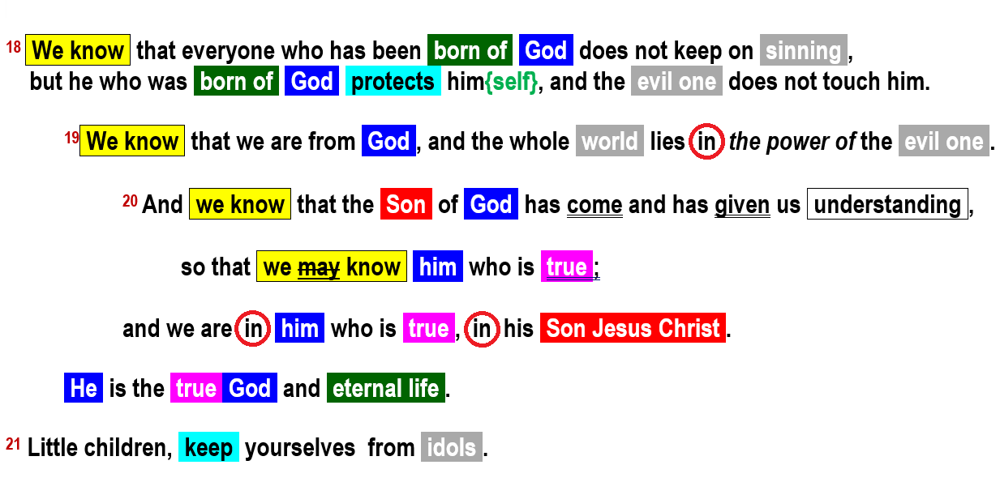 18 We know that everyone who has been born of God does not keep on sinning,
but he who was born of God protects him{self}, and the evil one does not touch him.
19 We know that we are from God, and the whole world lies in the power of the evil one.
20 And we know that the Son of God has come and has given us understanding,
so that we may know him who is true;
and we are in him who is true, in his Son Jesus Christ.
He is the true God and eternal life.
21 Little children, keep yourselves from idols.